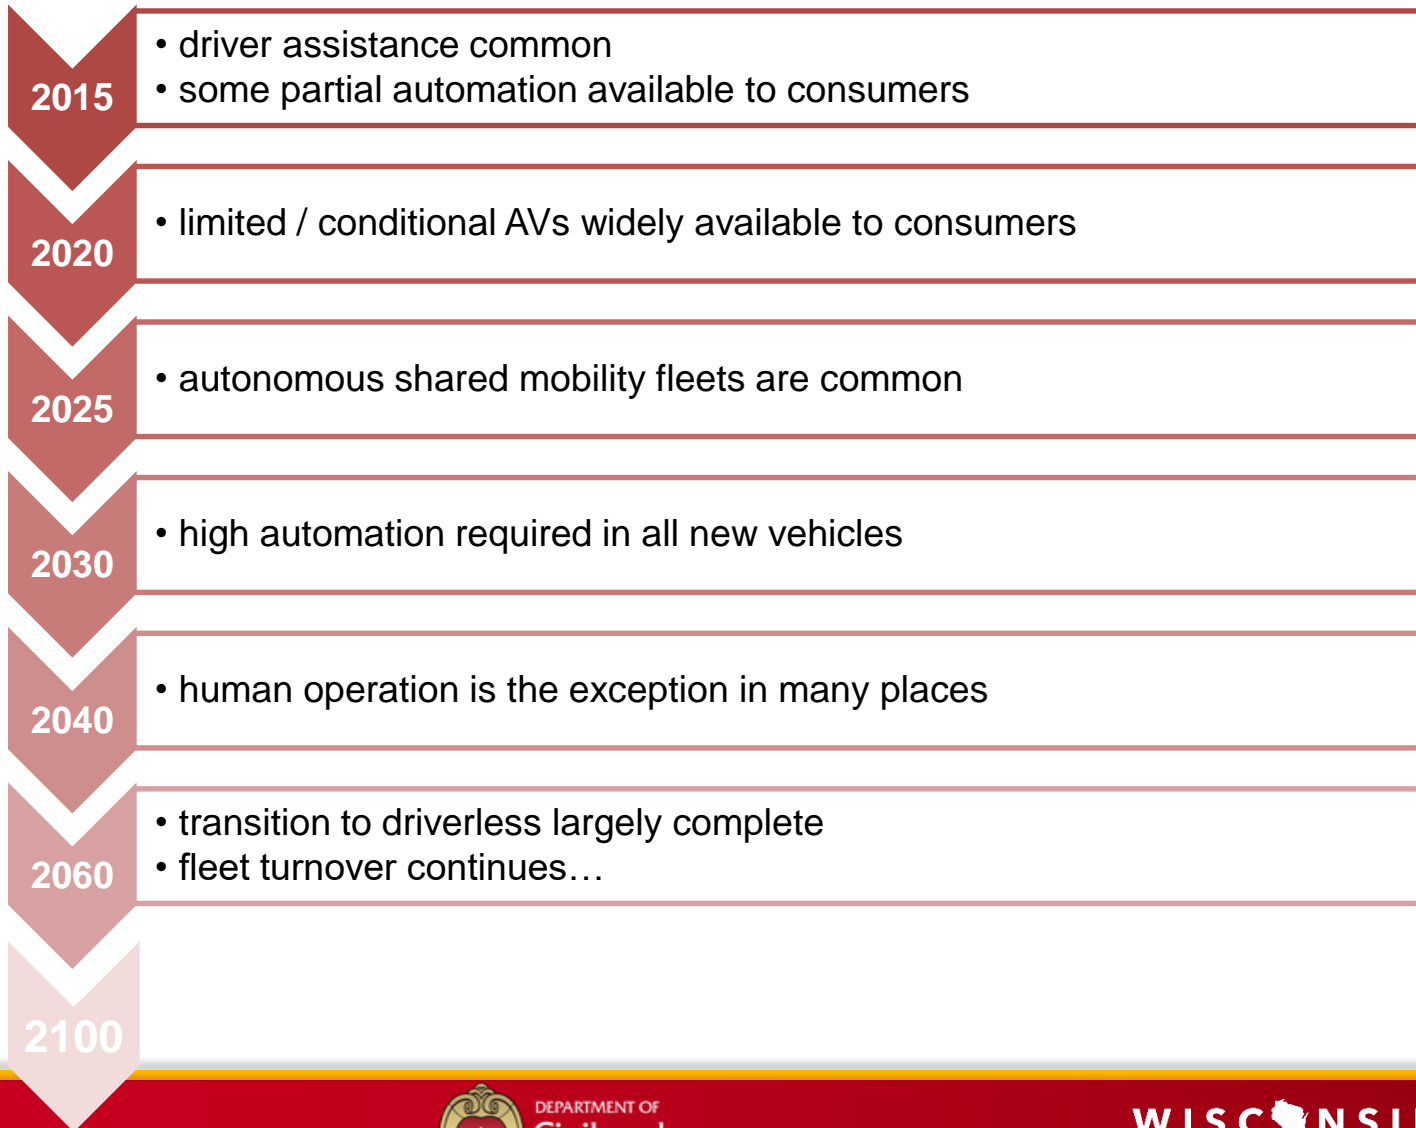 2015
• driver assistance common
• some partial automation available to consumers
2020
• limited / conditional AVs widely available to consumers
2025
• autonomous shared mobility fleets are common
2030
• high automation required in all new vehicles
2040
• human operation is the exception in many places
2060
• transition to driverless largely complete
• fleet turnover continues…
2100
DEPARTMENT OF